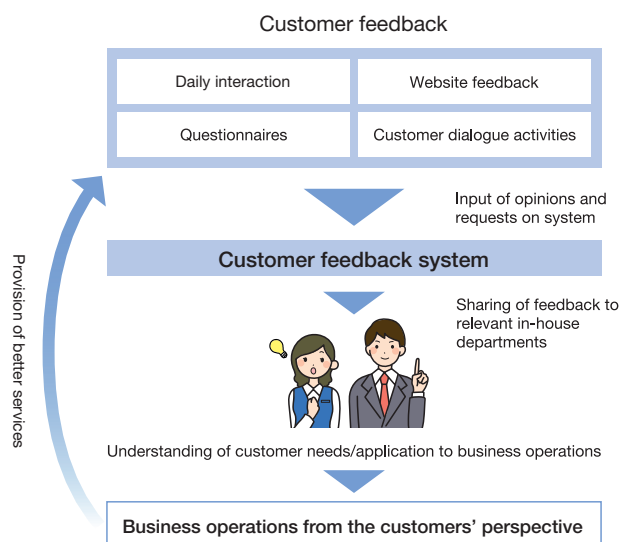 Customer feedback
Daily interaction
Website feedback
Questionnaires
Customer dialogue activities
Input of opinions and
requests on system
Customer feedback system
Sharing of feedback to
relevant in-house
departments
Understanding of customer needs/application to business operations
Business operations from the customers’ perspective
Provision of better services